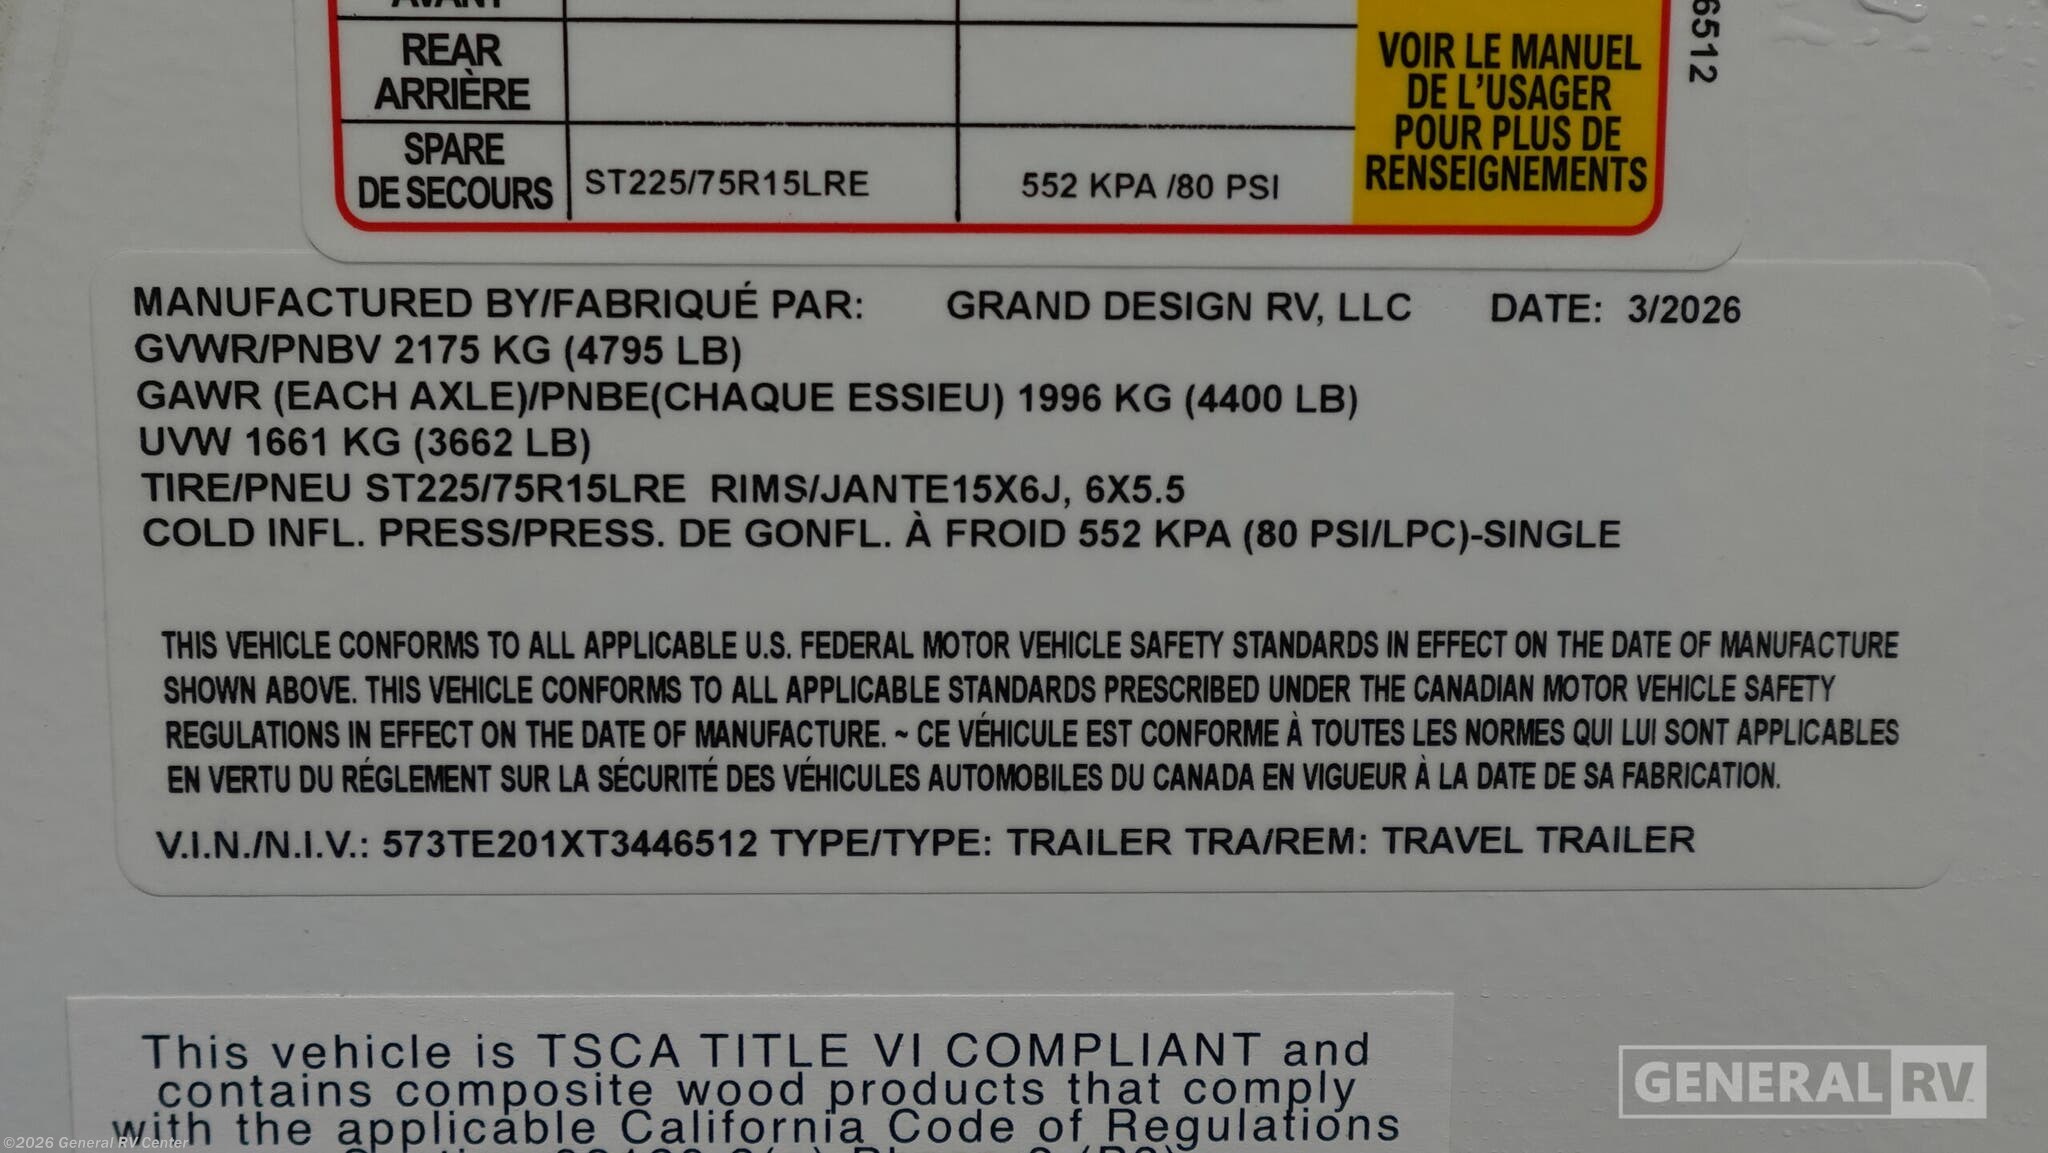 AVANT
REAR
ARRIÈRE
SPARE
DE SECOURS
ST225/75R15LRE
552 KPA /80 PSI
VOIR LE MANUEL
DE L'USAGER
POUR PLUS DE
RENSEIGNEMENTS
6512
MANUFACTURED BY/FABRIQUÉ PAR: GRAND DESIGN RV, LLC DATE: 3/2026
GVWR/PNBV 2175 KG (4795 LB)
GAWR (EACH AXLE)/PNBE(CHAQUE ESSIEU) 1996 KG (4400 LB)
UVW 1661 KG (3662 LB)
TIRE/PNEU ST225/75R15LRE RIMS/JANTE15X6J, 6X5.5
COLD INFL. PRESS/PRESS. DE GONFL. À FROID 552 KPA (80 PSI/LPC)-SINGLE
THIS VEHICLE CONFORMS TO ALL APPLICABLE U.S. FEDERAL MOTOR VEHICLE SAFETY STANDARDS IN EFFECT ON THE DATE OF MANUFACTURE
SHOWN ABOVE. THIS VEHICLE CONFORMS TO ALL APPLICABLE STANDARDS PRESCRIBED UNDER THE CANADIAN MOTOR VEHICLE SAFETY
REGULATIONS IN EFFECT ON THE DATE OF MANUFACTURE. ~ CE VÉHICULE EST CONFORME À TOUTES LES NORMES QUI LUI SONT APPLICABLES
EN VERTU DU RÉGLEMENT SUR LA SÉCURITÉ DES VÉHICULES AUTOMOBILES DU CANADA EN VIGUEUR À LA DATE DE SA FABRICATION.
V.I.N./N.I.V.: 573TE201XT3446512 TYPE/TYPE: TRAILER TRA/REM: TRAVEL TRAILER
This vehicle is TSCA TITLE VI COMPLIANT and
contains composite wood products that comply
with the applicable California Code of Regulations
GENERAL RV
©2026 General RV Center